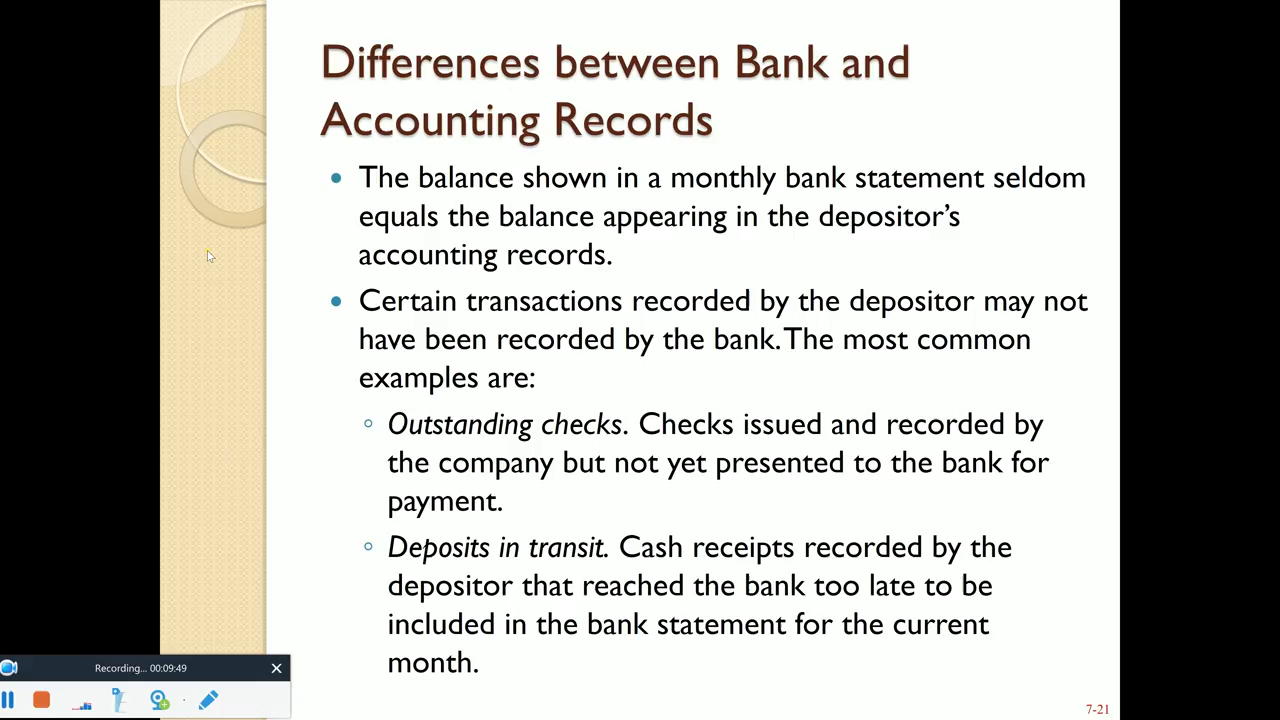 Differences between Bank and
Accounting Records
• The balance shown in a monthly bank statement seldom
equals the balance appearing in the depositor's
accounting records.
• Certain transactions recorded by the depositor may not
have been recorded by the bank. The most common
examples are:
◦ Outstanding checks. Checks issued and recorded by
the company but not yet presented to the bank for
payment.
◦ Deposits in transit. Cash receipts recorded by the
depositor that reached the bank too late to be
included in the bank statement for the current
month.
Recording... 00:09:49
7-21